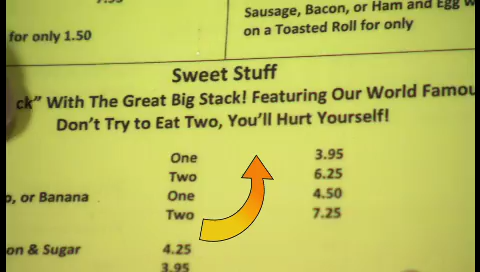 Sausage, Bacon, or Ham and Egg
for only 1.50
on a Toasted Roll for only
Sweet Stuff
ck" With The Great Big Stack! Featuring Our World Famou
Don't Try to Eat Two, You'll Hurt Yourself!
One 3.95
Two 6.25
or Banana One 4.50
Two 7.25
on & Sugar 4.25
3.95